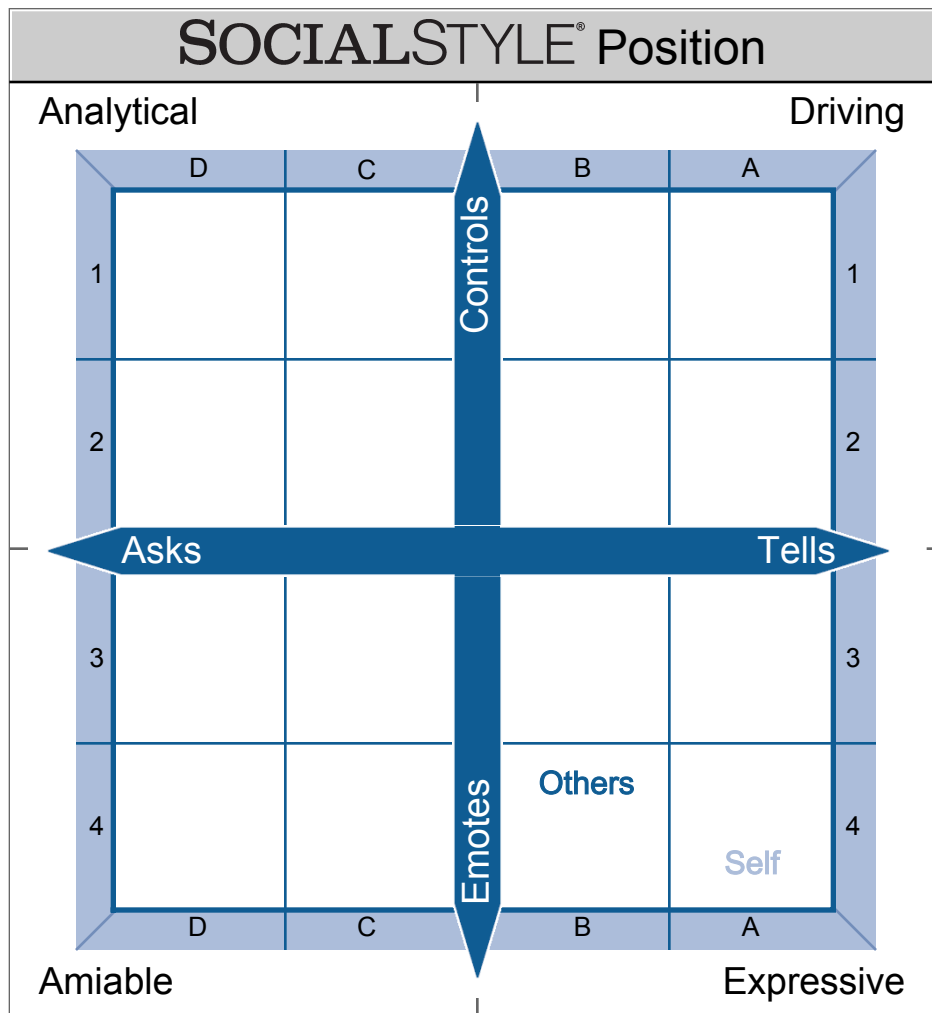 SOCIALSTYLE® Position
Analytical
Driving
D C B A
Controls
1 1
2 2
Asks
Tells
3 3
Others
Emotes
4 4
Self
D C B A
Amiable
Expressive